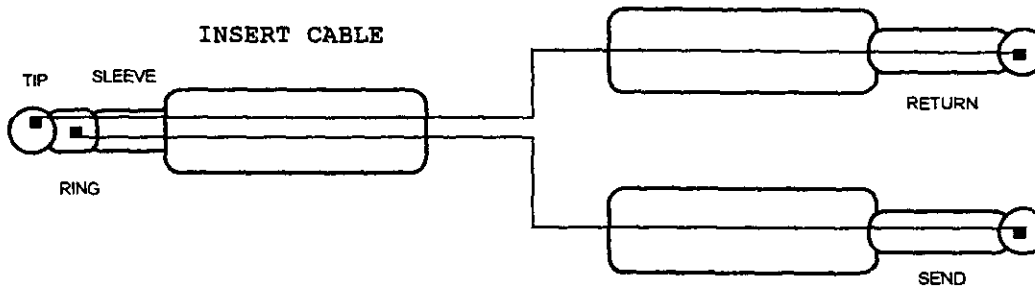 INSERT CABLE
TIP
SLEEVE
RING
RETURN
SEND